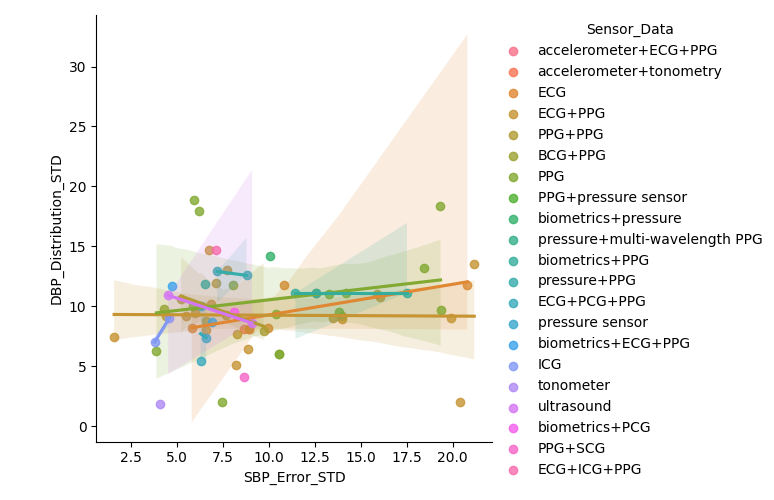 Sensor_Data
accelerometer+ECG+PPG
accelerometer+tonometry
ECG
ECG+PPG
PPG+PPG
BCG+PPG
PPG
PPG+pressure sensor
biometrics+pressure
pressure+multi-wavelength PPG
biometrics+PPG
pressure+PPG
ECG+PCG+PPG
pressure sensor
biometrics+ECG+PPG
ICG
tonometer
ultrasound
biometrics+PCG
PPG+SCG
ECG+ICG+PPG
DBP_Distribution_STD
30
25
20
15
10
5
0
2.5 5.0 7.5 10.0 12.5 15.0 17.5 20.0
SBP_Error_STD